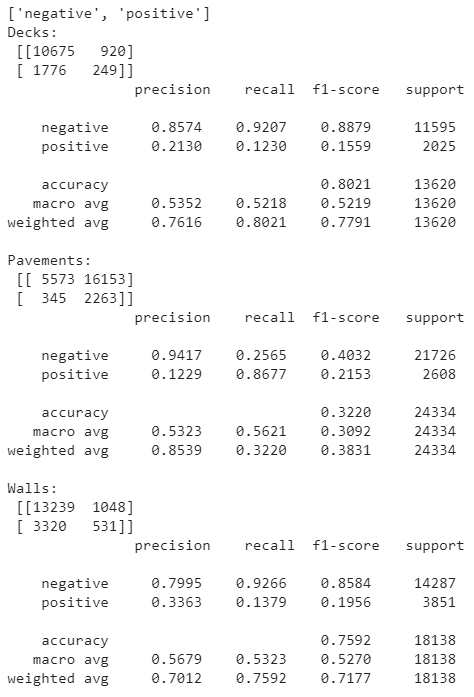 ['negative', 'positive']
Decks:
[[10675 920]
[ 1776 249]]
precision recall f1-score support
negative 0.8574 0.9207 0.8879 11595
positive 0.2130 0.1230 0.1559 2025
accuracy 0.8021 13620
macro avg 0.5352 0.5218 0.5219 13620
weighted avg 0.7616 0.8021 0.7791 13620
Pavements:
[[ 5573 16153]
[ 345 2263]]
precision recall f1-score support
negative 0.9417 0.2565 0.4032 21726
positive 0.1229 0.8677 0.2153 2608
accuracy 0.3220 24334
macro avg 0.5323 0.5621 0.3092 24334
weighted avg 0.8539 0.3220 0.3831 24334
Walls:
[[13239 1048]
[ 3320 531]]
precision recall f1-score support
negative 0.7995 0.9266 0.8584 14287
positive 0.3363 0.1379 0.1956 3851
accuracy 0.7592 18138
macro avg 0.5679 0.5323 0.5270 18138
weighted avg 0.7012 0.7592 0.7177 18138